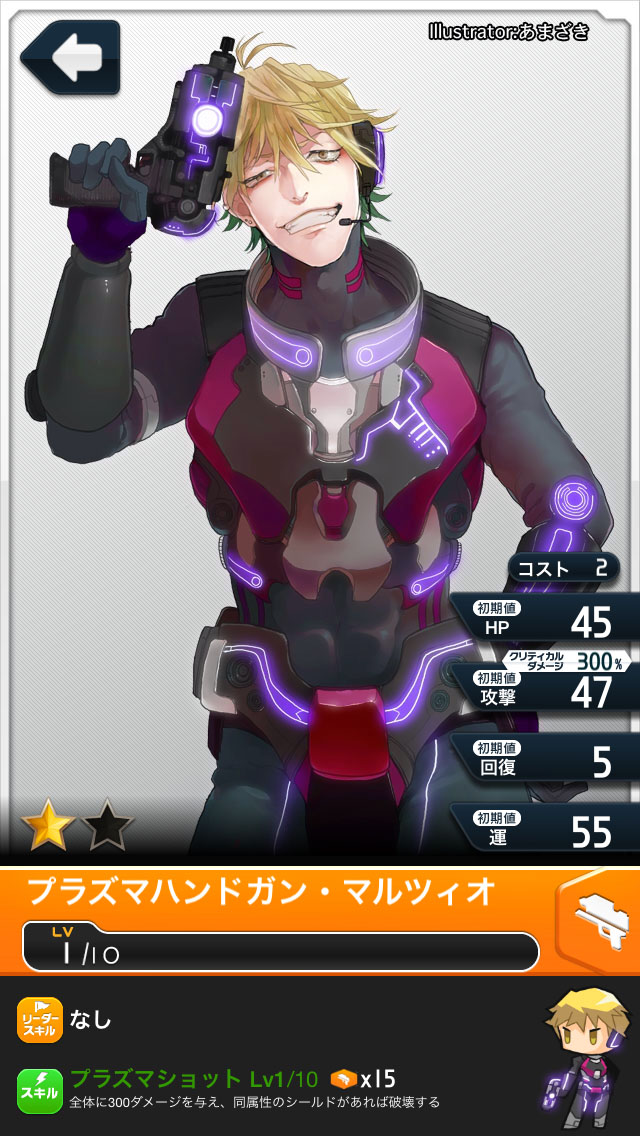 Illustrator:あまざき
コスト 2
初期値
HP 45
クリティカル
ダメージ 300%
初期値
攻撃 47
初期値
回復 5
初期値
運 55
プラズマハンドガン・マルツィオ
LV
1/10
リーダー
スキル
なし
スキル
プラズマショット Lv1/10 x15
全体に300ダメージを与え、同属性のシールドがあれば破壊する